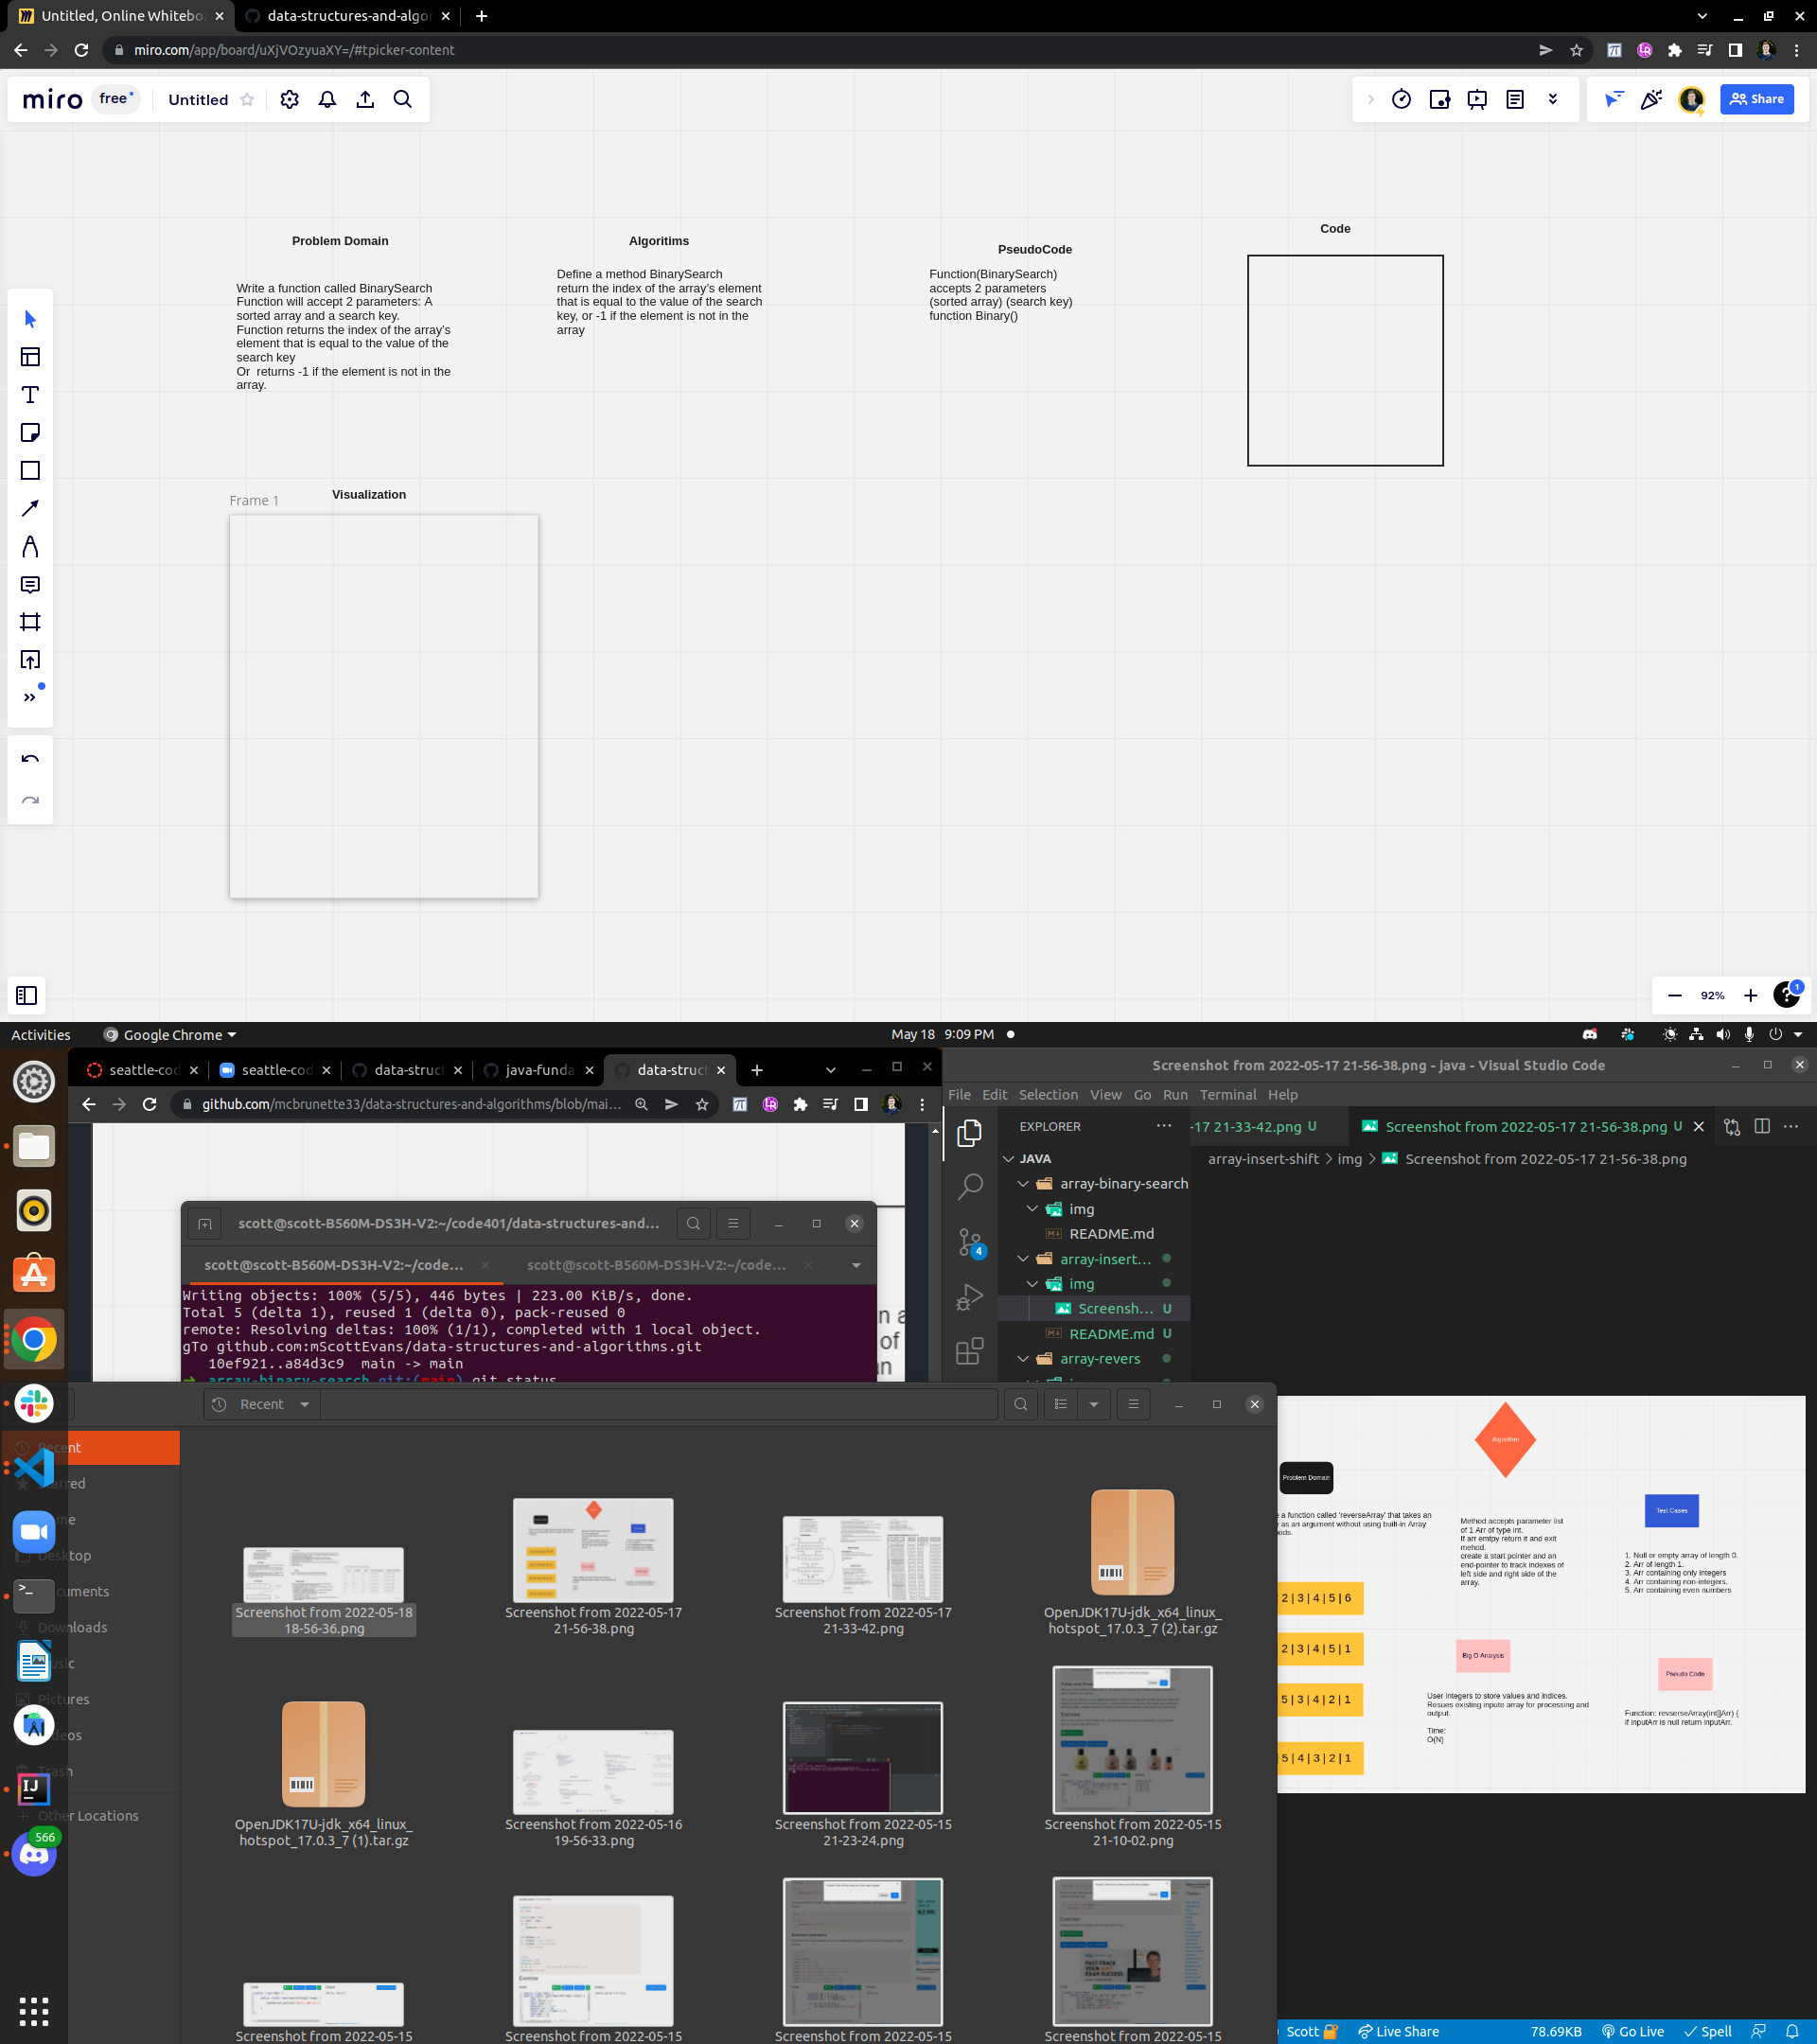 Untitled, Online Whitebo
data-structures-and-algo
miro.com/app/board/uXjVOzyuaXY=/#tpicker-content
miro free Untitled
Share
Problem Domain
Write a function called BinarySearch
Function will accept 2 parameters: A
sorted array and a search key.
Function returns the index of the array's
element that is equal to the value of the
search key
Or returns -1 if the element is not in the
array.
Algoritims
Define a method BinarySearch
return the index of the array's element
that is equal to the value of the search
key, or -1 if the element is not in the
array
PseudoCode
Function(BinarySearch)
accepts 2 parameters
(sorted array) (search key)
function Binary()
Code
Frame 1
Visualization
92%
1
Activities
Google Chrome
May 18 9:09 PM
seattle-cod
seattle-cod
data-struct
java-funda
data-struct
github.com/mcbrunette33/data-structures-and-algorithms/blob/mai...
scott@scott-B560M-DS3H-V2:~/code401/data-structures-and...
scott@scott-B560M-DS3H-V2:~/code...
scott@scott-B560M-DS3H-V2:~/code...
Writing objects: 100% (5/5), 446 bytes | 223.00 KiB/s, done.
Total 5 (delta 1), reused 1 (delta 0), pack-reused 0
remote: Resolving deltas: 100% (1/1), completed with 1 local object.
gTo github.com:mScottEvans/data-structures-and-algorithms.git
10ef921..a84d3c9 main -> main
array-binary-search git:(main) git status
Screenshot from 2022-05-17 21-56-38.png - java - Visual Studio Code
File Edit Selection View Go Run Terminal Help
EXPLORER
-17 21-33-42.png U
Screenshot from 2022-05-17 21-56-38.png U
array-insert-shift > img > Screenshot from 2022-05-17 21-56-38.png
JAVA
array-binary-search
img
README.md
array-insert...
img
Screensh... U
README.md U
array-revers
4
Recent
Recent
Starred
Desktop
Documents
Downloads
Pictures
Trash
Other Locations
566
Screenshot from 2022-05-18
18-56-36.png
Screenshot from 2022-05-17
21-56-38.png
Screenshot from 2022-05-17
21-33-42.png
OpenJDK17U-jdk_x64_linux_
hotspot_17.0.3_7 (2).tar.gz
OpenJDK17U-jdk_x64_linux_
hotspot_17.0.3_7 (1).tar.gz
Screenshot from 2022-05-16
19-56-33.png
Screenshot from 2022-05-15
21-23-24.png
Screenshot from 2022-05-15
21-10-02.png
Screenshot from 2022-05-15
Screenshot from 2022-05-15
Screenshot from 2022-05-15
Screenshot from 2022-05-15
Algorithm
Problem Domain
a function called 'reverseArray' that takes an
as an argument without using built-in Array
Method accepts parameter list
of 1 Arr of type int.
If arr emtpy return it and exit
mehod.
create a start pointer and an
end-pointer to track indexes of
left side and right side of the
array.
Test Cases
1. Null or empty array of length 0.
2. Arr of length 1.
3. Arr containing only integers
4. Arr containing non-integers.
5. Arr containing even numbers
2 | 3 | 4 | 5 | 6
2 | 3 | 4 | 5 | 1
5 | 3 | 4 | 2 | 1
5 | 4 | 3 | 2 | 1
Big O Analysis
User integers to store values and indices.
Resues existing inpute array for processing and
output.
Time:
O(N)
Pseudo Code
Function: revserseArray(int[]Arr) {
if inputArr is null return inputArr.
Scott
Live Share
78.69KB
Go Live
Spell